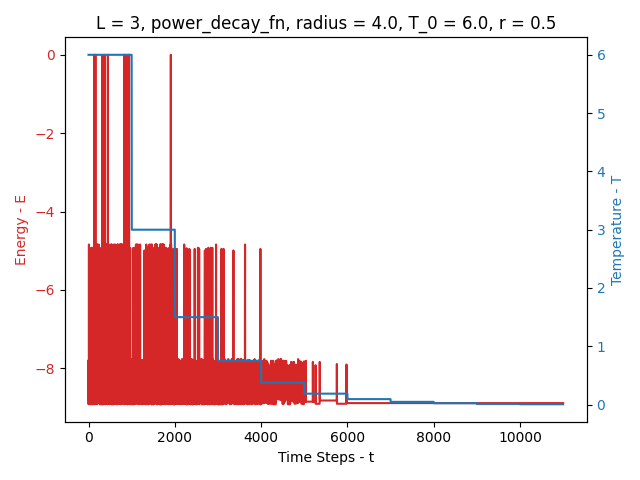 L = 3, power_decay_fn, radius = 4.0, T_0 = 6.0, r = 0.5
Energy - E
0
−2
−4
−6
−8
6
5
4
3
2
1
0
Temperature - T
0 2000 4000 6000 8000 10000
Time Steps - t